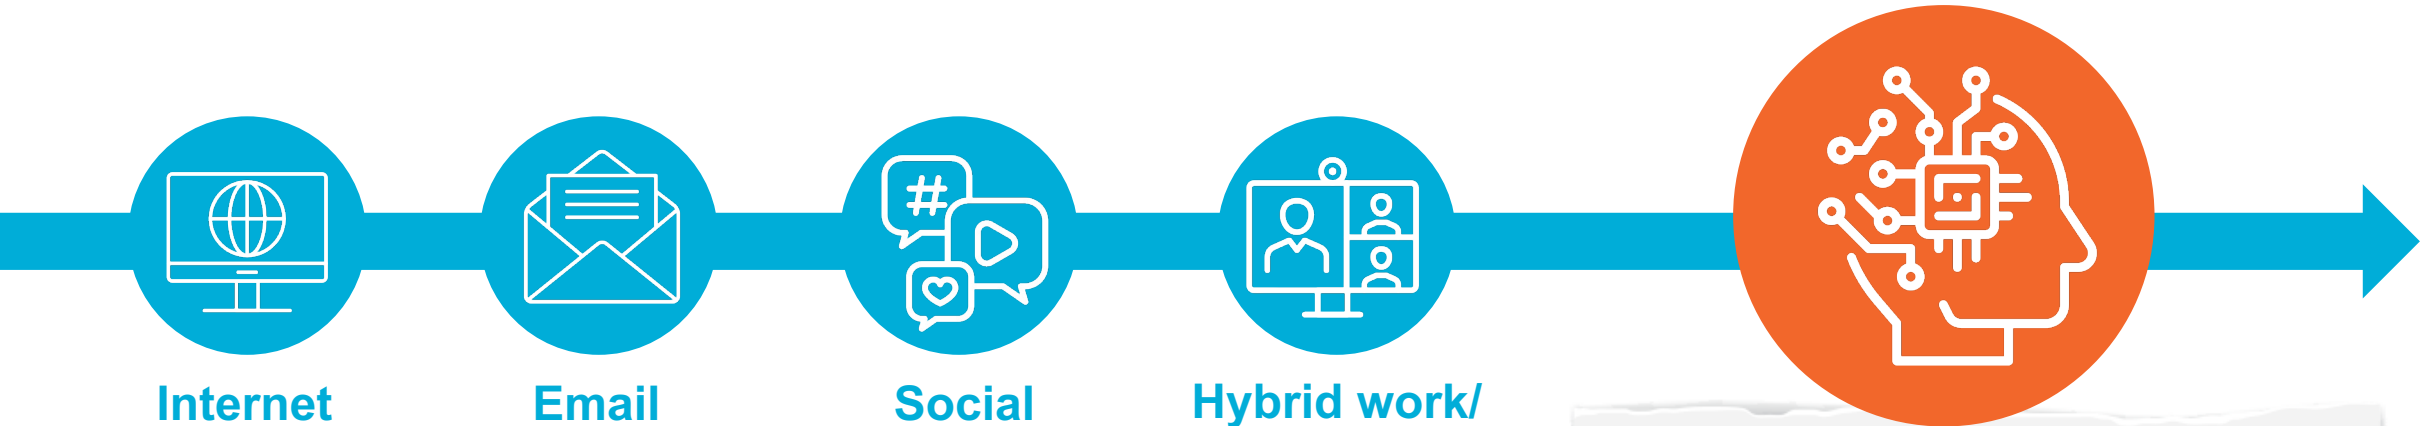 #
Internet
Email
Social
Hybrid work/